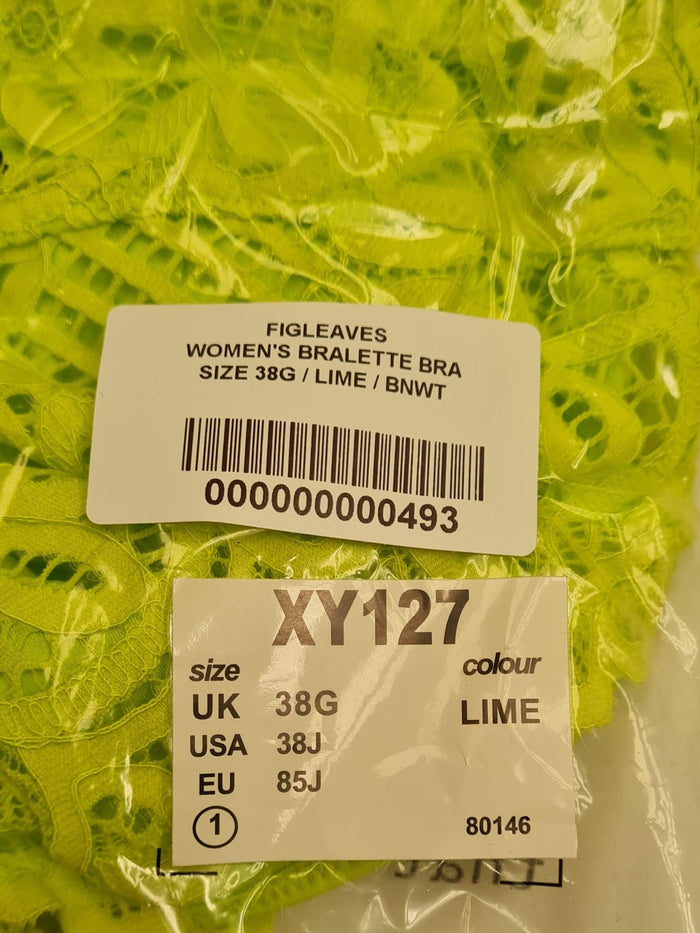 FIGLEAVES
WOMEN'S BRALETTE BRA
SIZE 38G / LIME / BNWT
000000000493
XY127
size colour
UK 38G LIME
USA 38J
EU 85J
1 80146